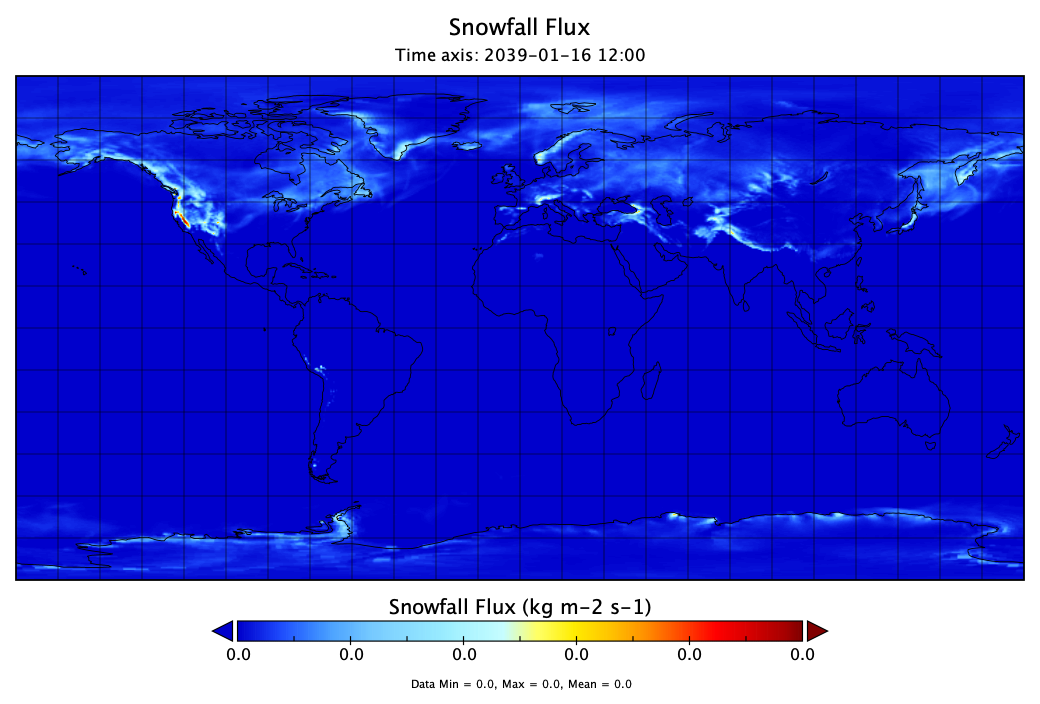 Snowfall Flux
Time axis: 2039-01-16 12:00
Snowfall Flux (kg m-2 s-1)
0.0 0.0 0.0 0.0 0.0 0.0
Data Min = 0.0, Max = 0.0, Mean = 0.0